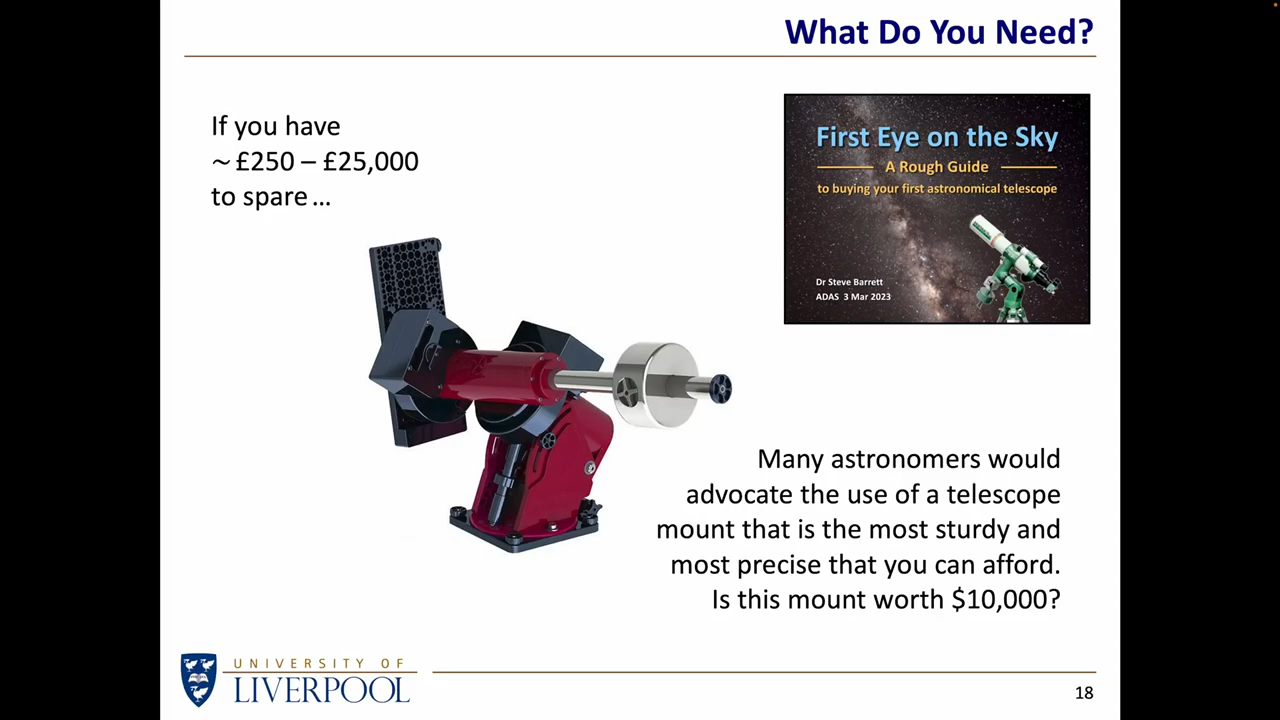 What Do You Need?
If you have
~ £250 – £25,000
to spare ...
First Eye on the Sky
A Rough Guide
to buying your first astronomical telescope
Dr Steve Barrett
ADAS 3 Mar 2023
Many astronomers would
advocate the use of a telescope
mount that is the most sturdy and
most precise that you can afford.
Is this mount worth $10,000?
UNIVERSITY OF
LIVERPOOL
18